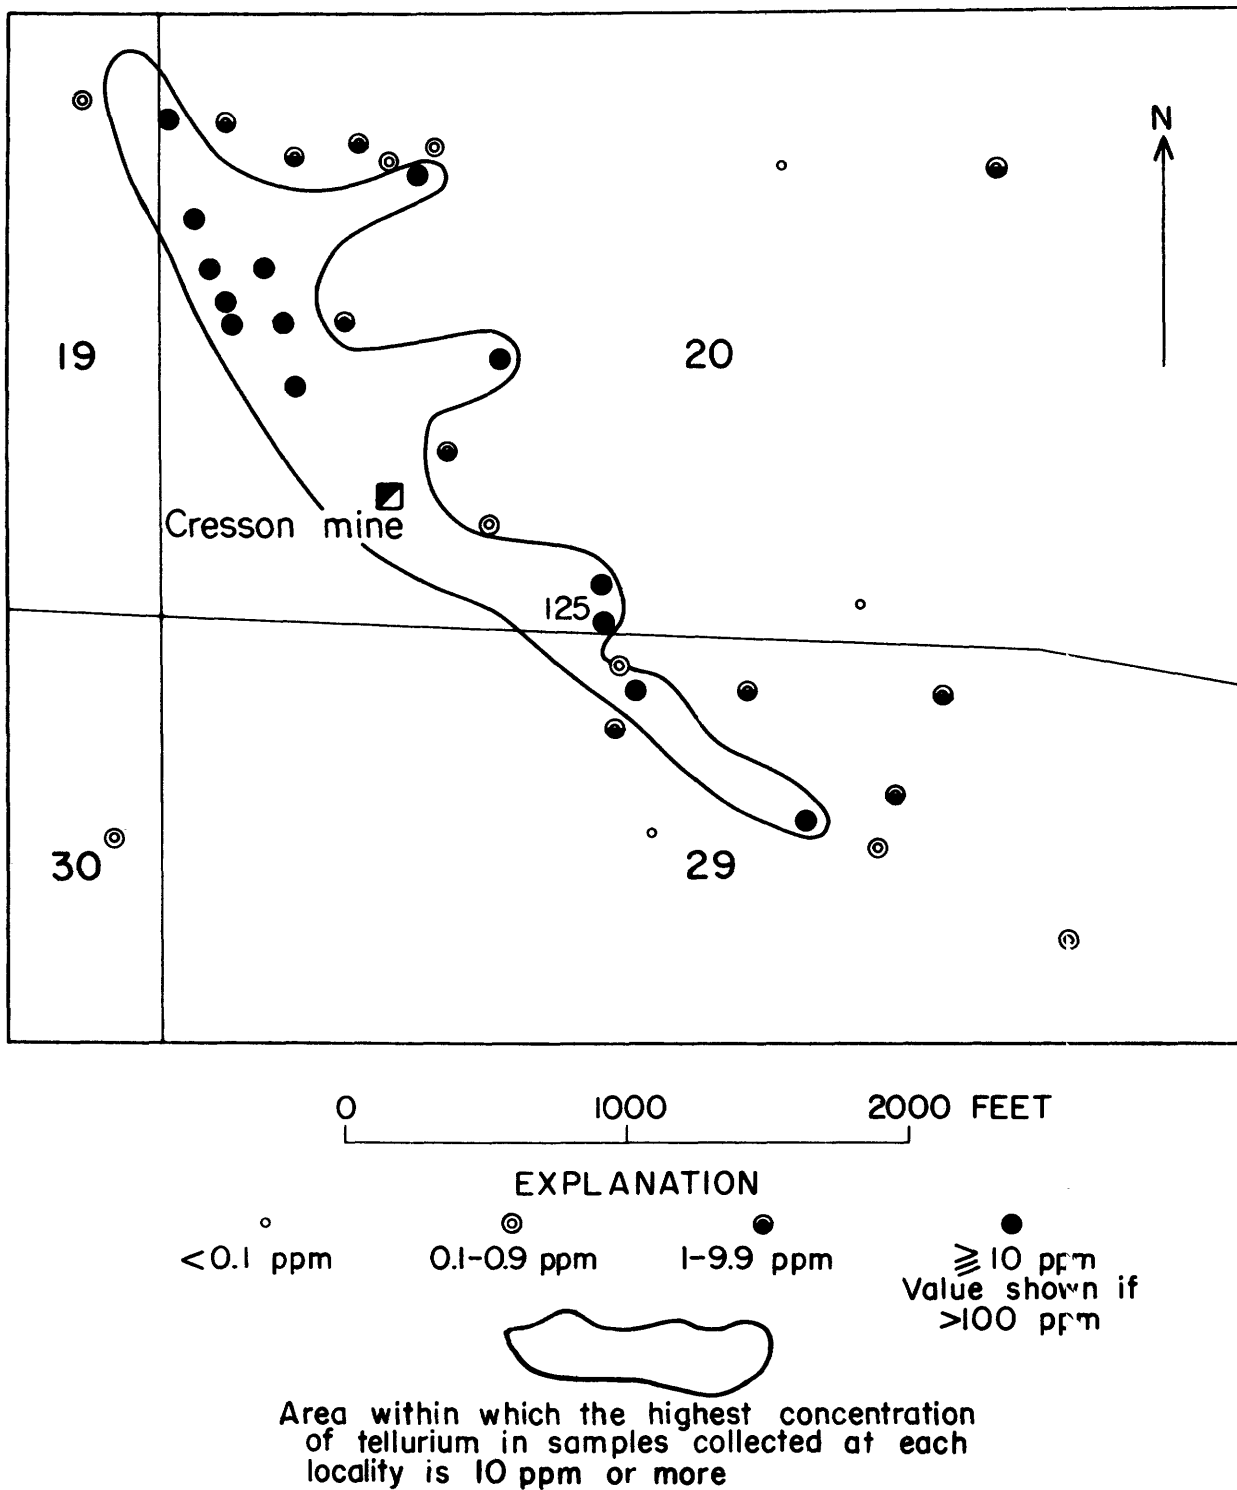 N
19
20
Cresson mine
125
30
29
0 1000 2000 FEET
EXPLANATION
<0.1 ppm 0.1-0.9 ppm 1-9.9 ppm ≧10 ppm
Value shown if
>100 ppm
Area within which the highest concentration
of tellurium in samples collected at each
locality is 10 ppm or more